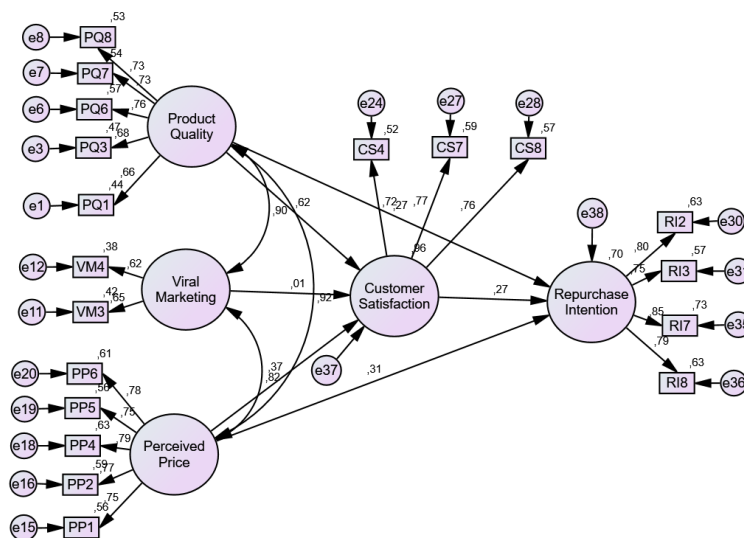 ,53
e8
PQ8
,54
,73
e7
PQ7
,73
,57
e6
PQ6
,76
,47
e3
PQ3
,68
,66
e1
PQ1
,44
Product
Quality
e24
e27
e28
,52
CS4
,59
CS7
,57
CS8
,72
,27
,77
,76
,90
,62
,96
,38
e12
VM4
,62
,42
e11
VM3
,65
Viral
Marketing
,01
,92
Customer
Satisfaction
,27
e38
,70
Repurchase
Intention
,63
RI2
e30
,80
,57
RI3
,75
,73
RI7
,85
,79
,63
RI8
e36
,37
,82
e37
,31
,61
e20
PP6
,78
,56
e19
PP5
,75
,63
e18
PP4
,79
,59
e16
PP2
,77
,75
,56
e15
PP1
Perceived
Price